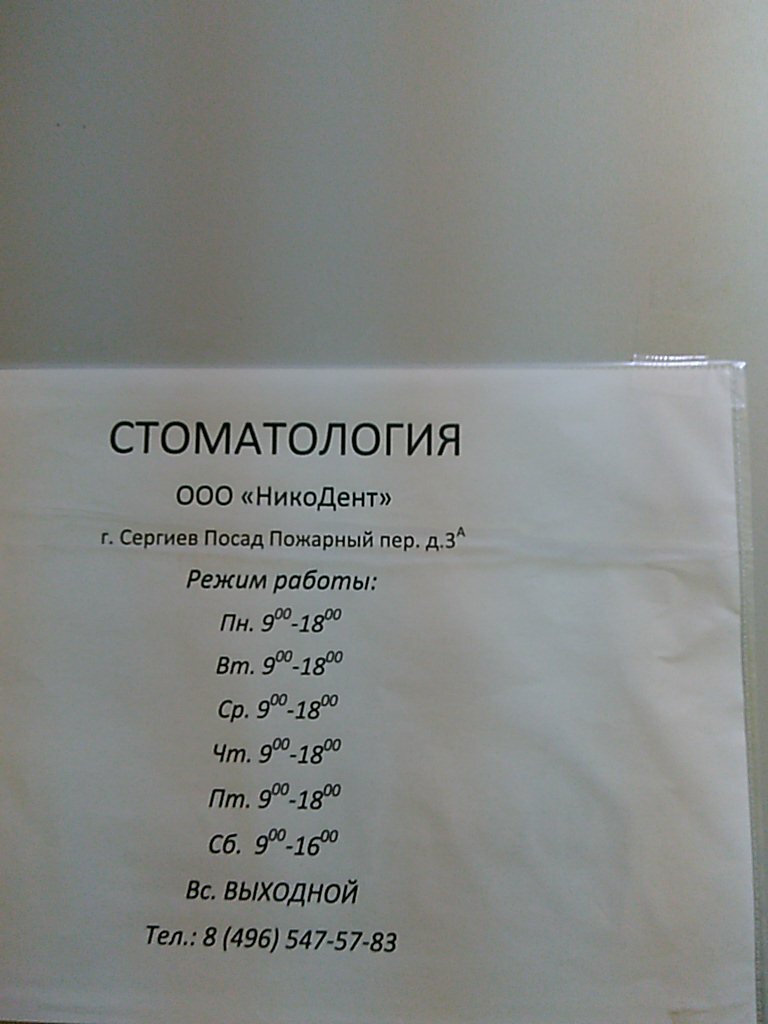 СТОМАТОЛОГИЯ
ООО «НикоДент»
г. Сергиев Посад Пожарный пер. д.3ᴬ
Режим работы:
Пн. 9⁰⁰-18⁰⁰
Вт. 9⁰⁰-18⁰⁰
Ср. 9⁰⁰-18⁰⁰
Чт. 9⁰⁰-18⁰⁰
Пт. 9⁰⁰-18⁰⁰
Сб. 9⁰⁰-16⁰⁰
Вс. ВЫХОДНОЙ
Тел.: 8 (496) 547-57-83